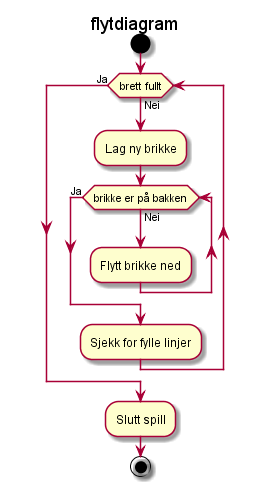 flytdiagram
Ja
brett fullt
Nei
Lag ny brikke
Ja
brikke er på bakken
Nei
Flytt brikke ned
Sjekk for fylle linjer
Slutt spill